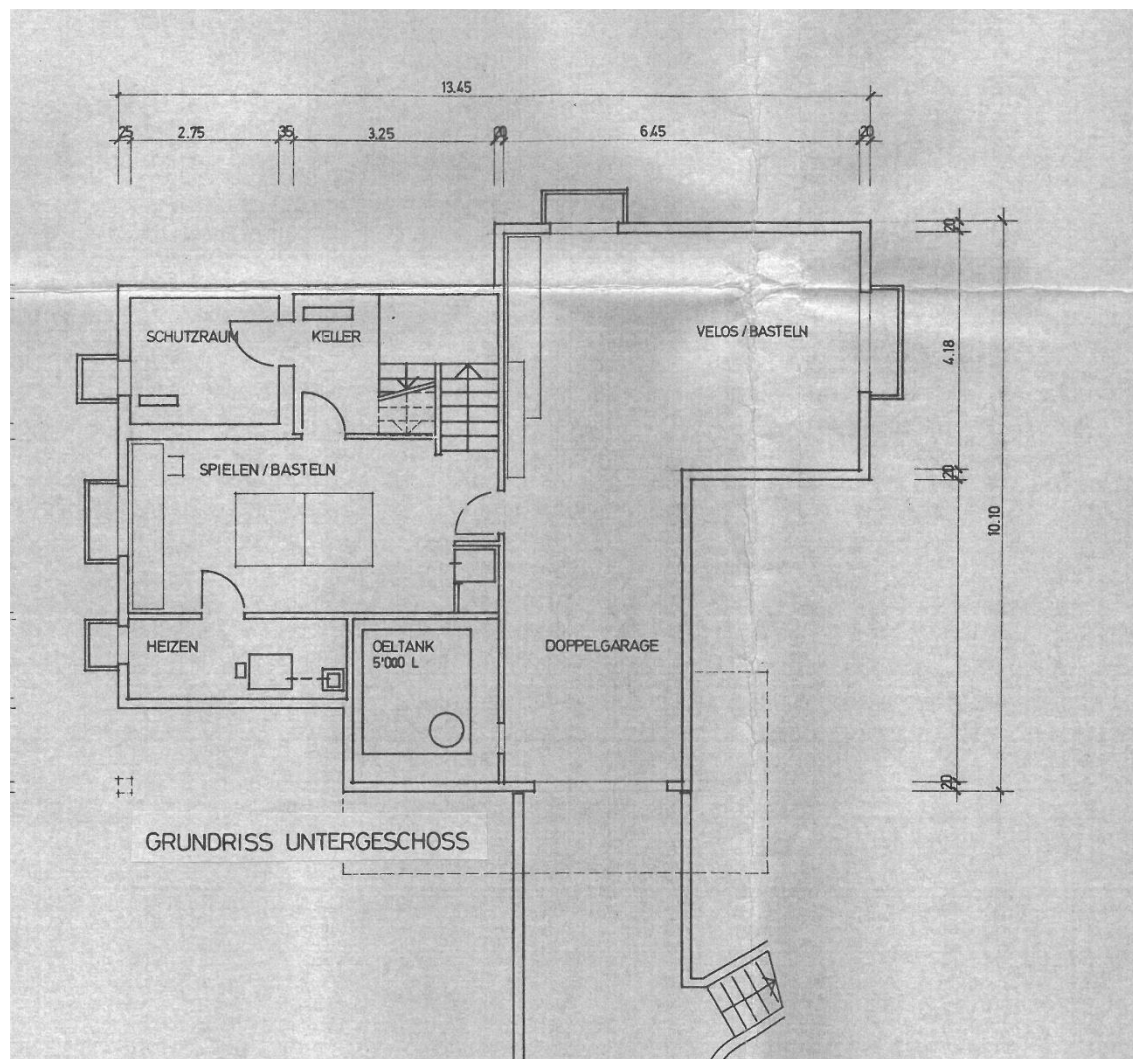 13.45
25 2.75 35 3.25 20 6.45 20
20
SCHUTZRAUM KELLER VELOS / BASTELN
4.18
SPIELEN / BASTELN
20
10.10
HEIZEN OELTANK DOPPELGARAGE
5'000 L
20
GRUNDRISS UNTERGESCHOSS